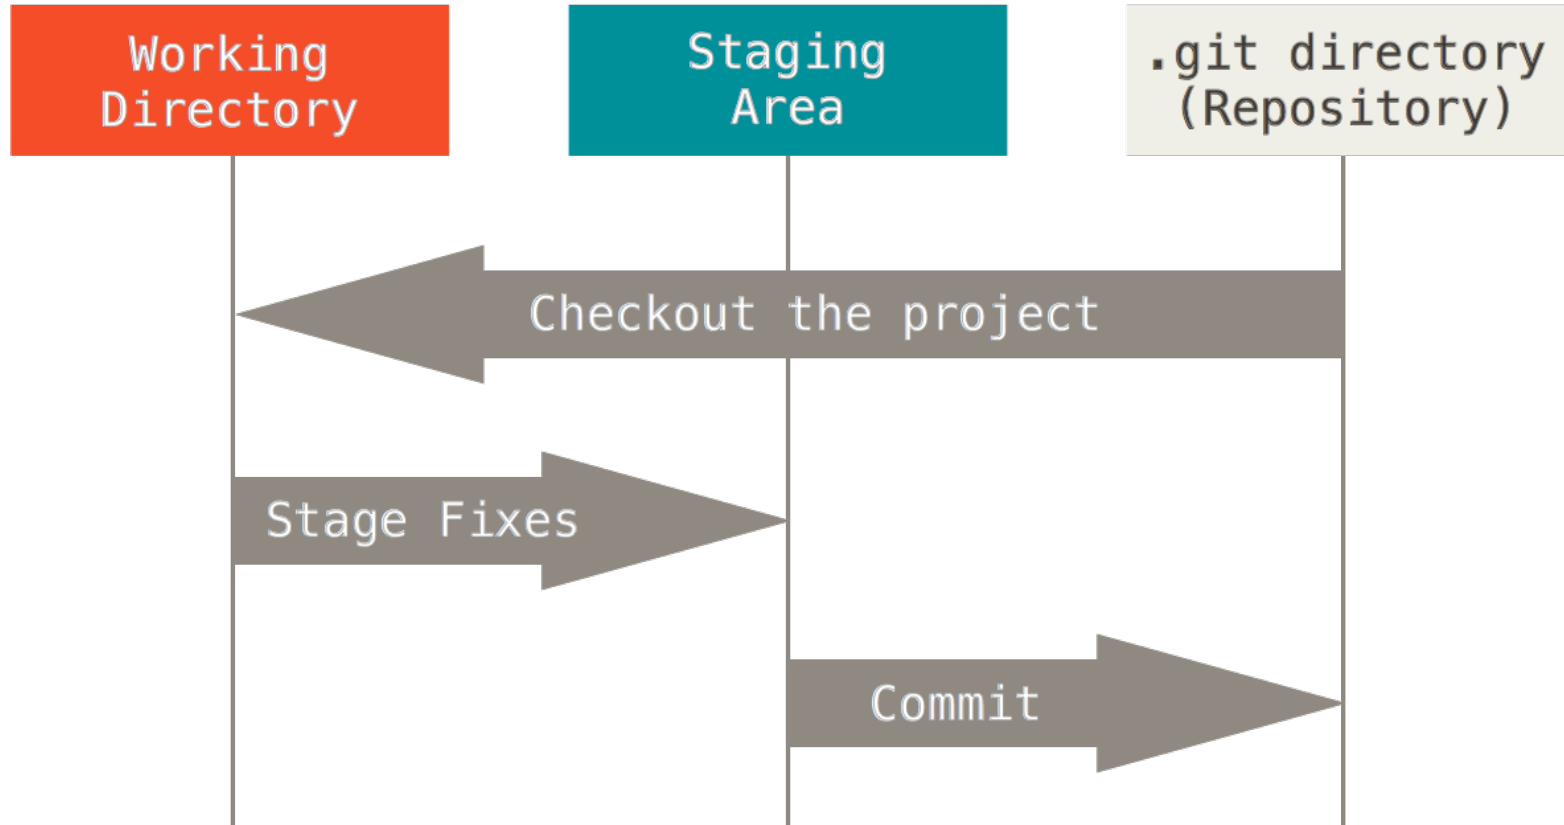 Working
Directory
Staging
Area
.git directory
(Repository)
Checkout the project
Stage Fixes
Commit